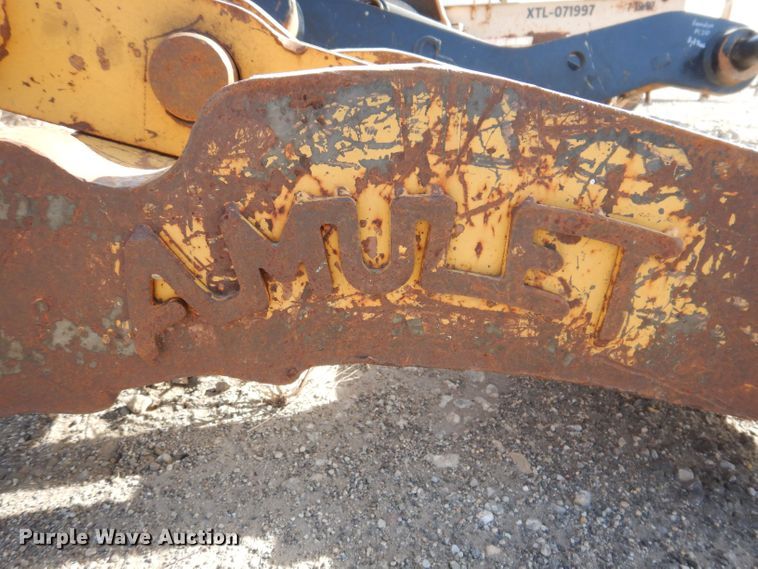 XTL-071997
AMULET
Purple Wave Auction